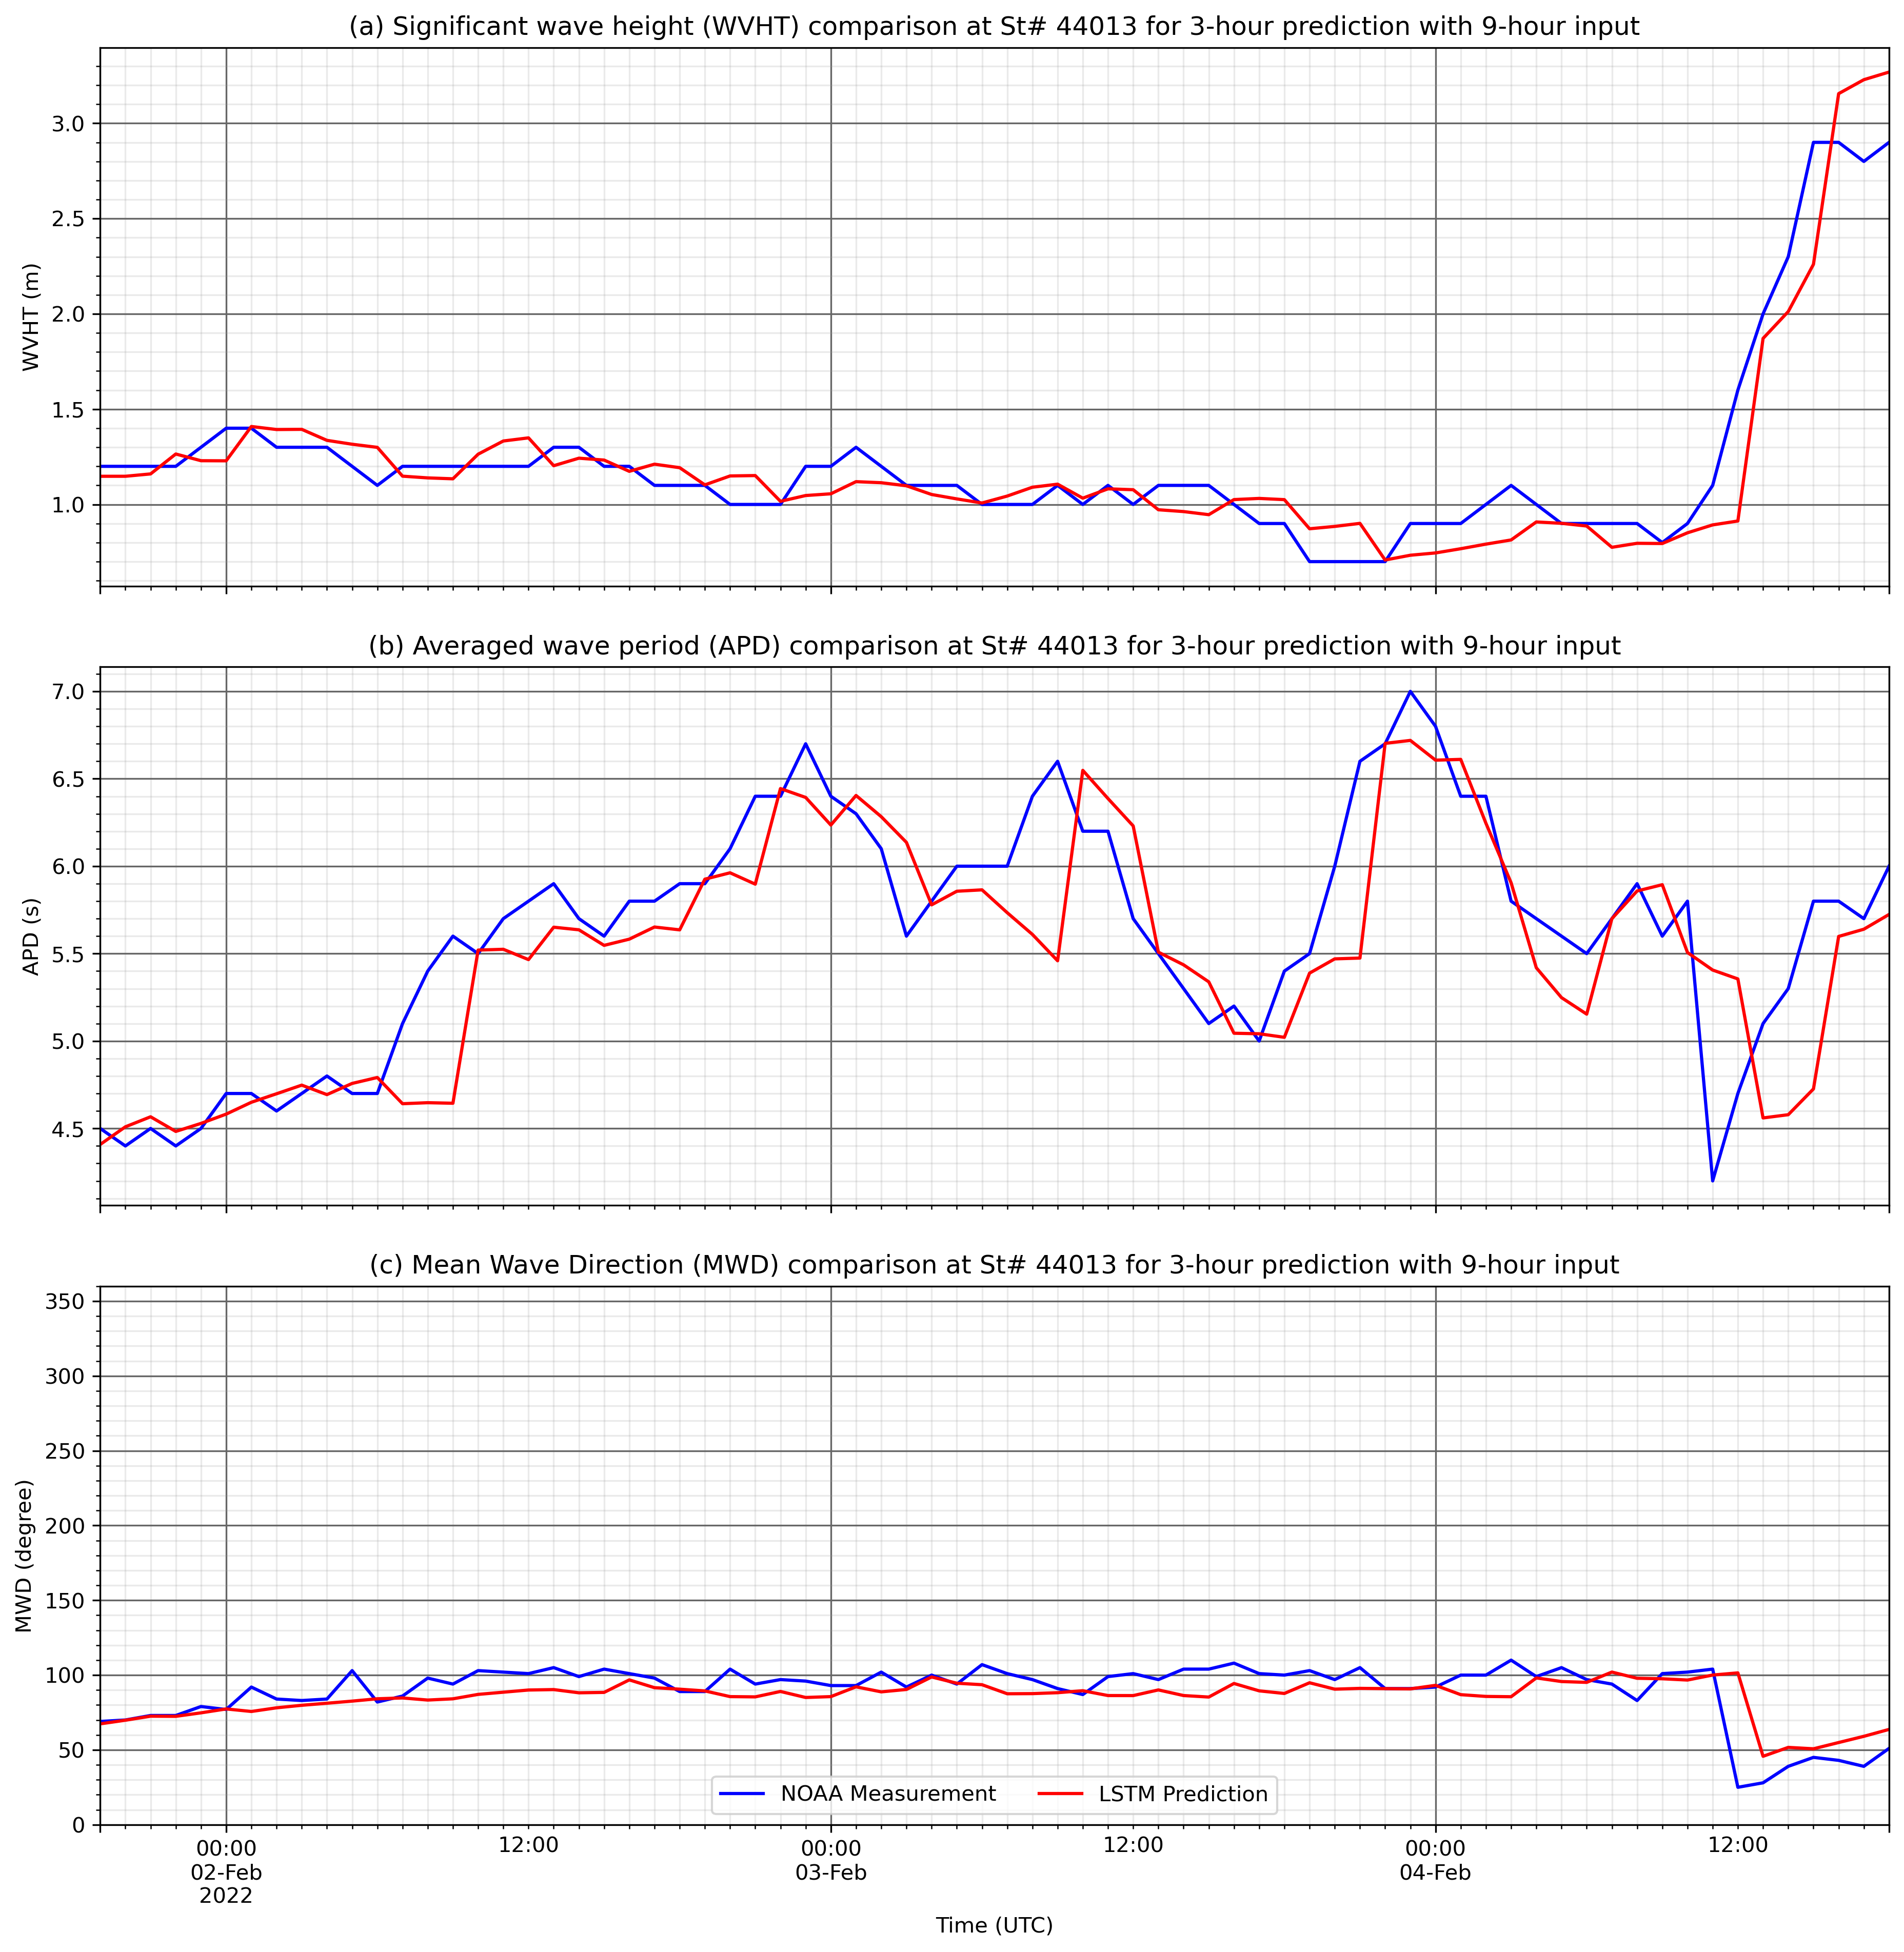 (a) Significant wave height (WVHT) comparison at St# 44013 for 3-hour prediction with 9-hour input
3.0
2.5
2.0
1.5
1.0
WVHT (m)
(b) Averaged wave period (APD) comparison at St# 44013 for 3-hour prediction with 9-hour input
7.0
6.5
6.0
5.5
5.0
4.5
APD (s)
(c) Mean Wave Direction (MWD) comparison at St# 44013 for 3-hour prediction with 9-hour input
350
300
250
200
150
100
50
0
MWD (degree)
NOAA Measurement LSTM Prediction
00:00 12:00 00:00 12:00 00:00 12:00
02-Feb 03-Feb 04-Feb
2022
Time (UTC)